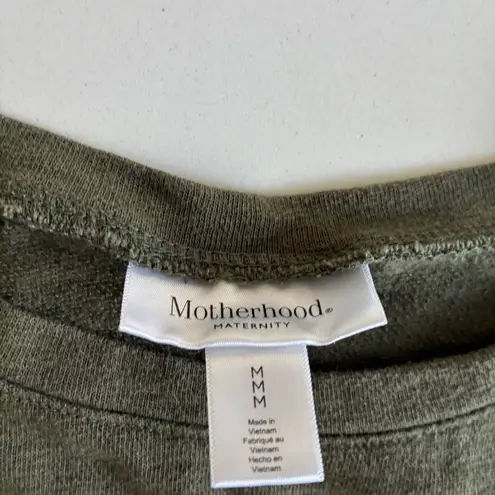 Motherhood®
MATERNITY
M
M
M
Made in
Vietnam
Fabriqué au
Vietnam
Hecho en
Vietnam